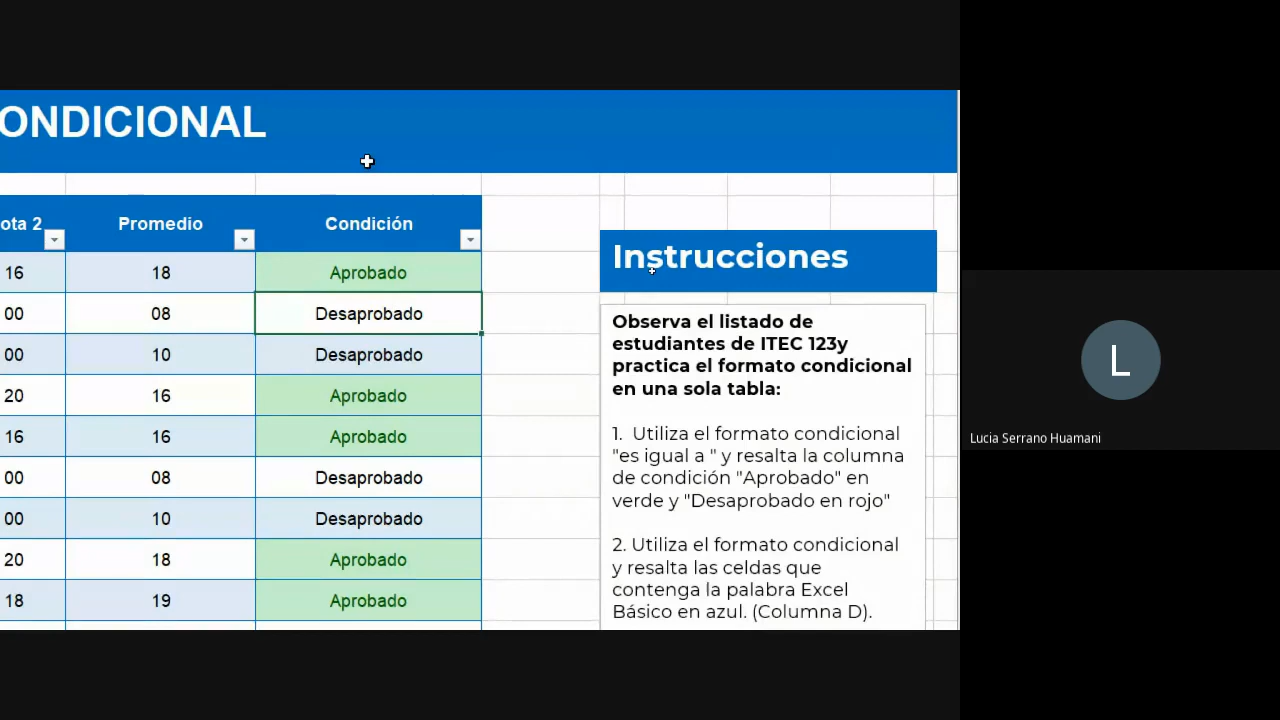 ONDICIONAL
ota 2 Promedio Condición
16 18 Aprobado
00 08 Desaprobado
00 10 Desaprobado
20 16 Aprobado
16 16 Aprobado
00 08 Desaprobado
00 10 Desaprobado
20 18 Aprobado
18 19 Aprobado
Instrucciones
Observa el listado de
estudiantes de ITEC 123y
practica el formato condicional
en una sola tabla:
1. Utiliza el formato condicional
"es igual a " y resalta la columna
de condición "Aprobado" en
verde y "Desaprobado en rojo"
2. Utiliza el formato condicional
y resalta las celdas que
contenga la palabra Excel
Básico en azul. (Columna D).
L
Lucia Serrano Huamani